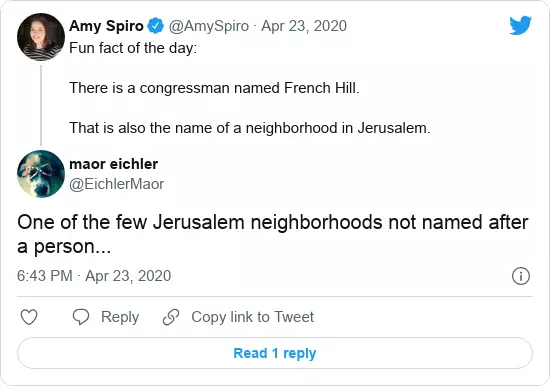 Amy Spiro @AmySpiro · Apr 23, 2020
Fun fact of the day:
There is a congressman named French Hill.
That is also the name of a neighborhood in Jerusalem.
maor eichler
@EichlerMaor
One of the few Jerusalem neighborhoods not named after
a person...
6:43 PM · Apr 23, 2020
Reply
Copy link to Tweet
Read 1 reply